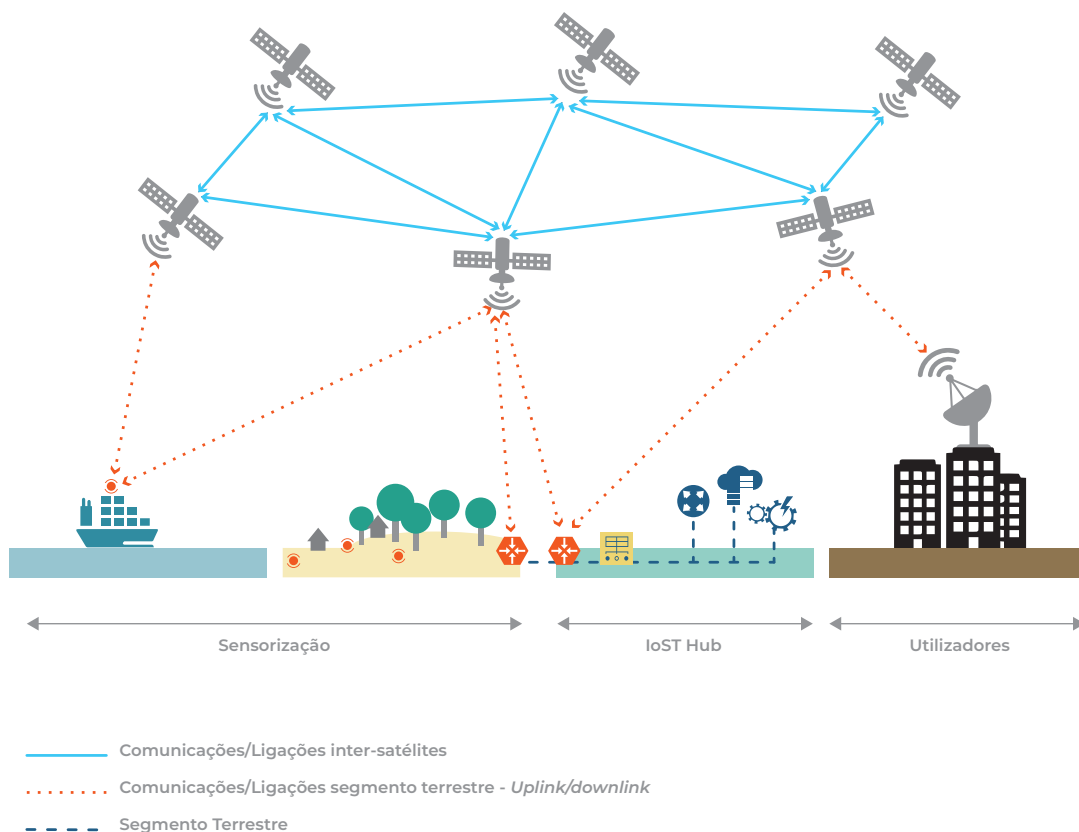 Sensorização
IoST Hub
Utilizadores
Comunicações/Ligações inter-satélites
Comunicações/Ligações segmento terrestre - Uplink/downlink
Segmento Terrestre